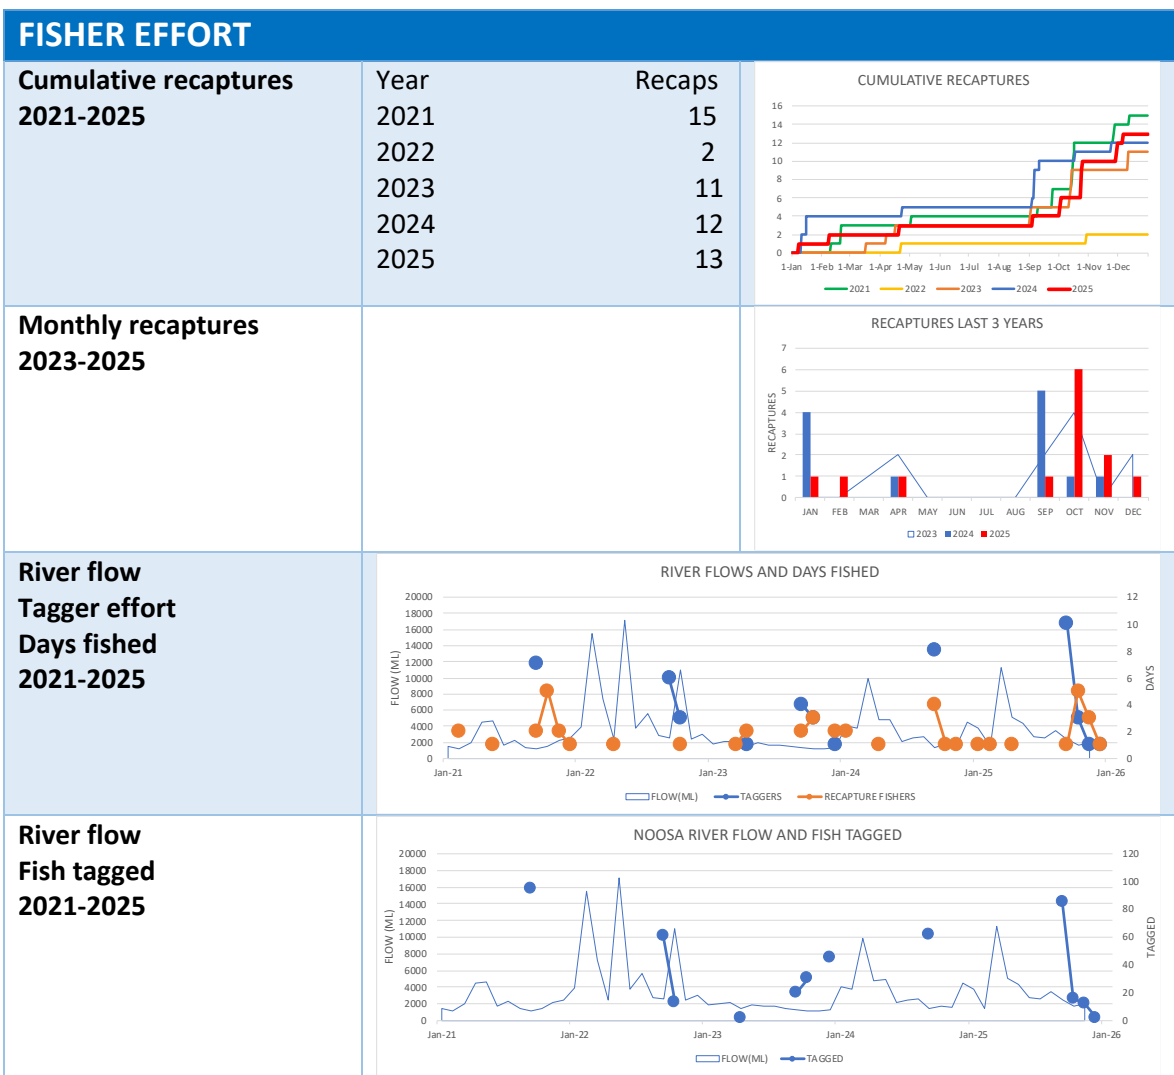 FISHER EFFORT
Cumulative recaptures
2021-2025
Year Recaps
2021 15
2022 2
2023 11
2024 12
2025 13
CUMULATIVE RECAPTURES
16
14
12
10
8
6
4
2
0
1-Jan 1-Feb 1-Mar 1-Apr 1-May 1-Jun 1-Jul 1-Aug 1-Sep 1-Oct 1-Nov 1-Dec
2021 2022 2023 2024 2025
Monthly recaptures
2023-2025
RECAPTURES LAST 3 YEARS
RECAPTURES
7
6
5
4
3
2
1
0
JAN FEB MAR APR MAY JUN JUL AUG SEP OCT NOV DEC
2023 2024 2025
River flow
Tagger effort
Days fished
2021-2025
RIVER FLOWS AND DAYS FISHED
FLOW (ML)
20000
18000
16000
14000
12000
10000
8000
6000
4000
2000
0
12
10
8
6
4
2
0
DAYS
Jan-21 Jan-22 Jan-23 Jan-24 Jan-25 Jan-26
FLOW(ML) TAGGERS RECAPTURE FISHERS
River flow
Fish tagged
2021-2025
NOOSA RIVER FLOW AND FISH TAGGED
FLOW (ML)
20000
18000
16000
14000
12000
10000
8000
6000
4000
2000
0
120
100
80
60
40
20
0
TAGGED
Jan-21 Jan-22 Jan-23 Jan-24 Jan-25 Jan-26
FLOW(ML) TAGGED